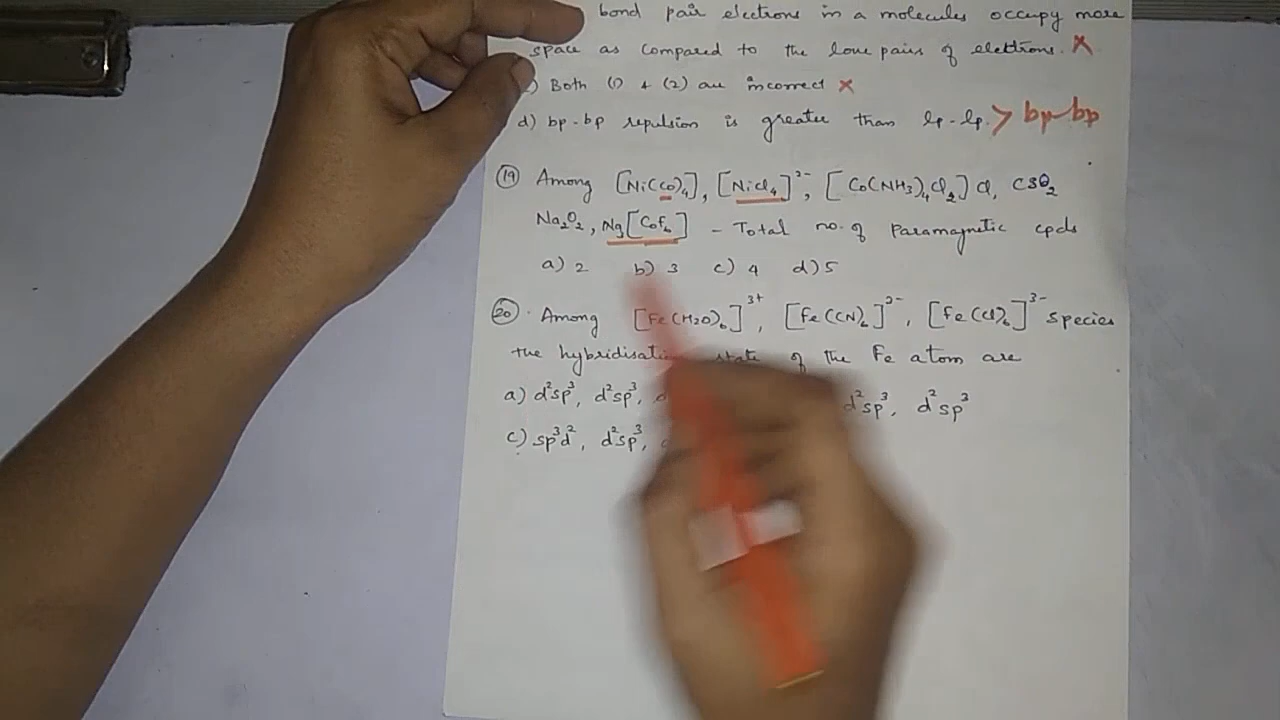 bond pair electrons in a molecules occupy more
space as compared to the lone pairs of elettrons. ×
) Both (1) & (2) are incorrect ×
d) bp-bp repulsion is greater than lp-lp. > bp-bp
(19) Among [Ni(CO)4], [NiCl4]²⁻, [Co(NH3)4Cl2]Cl, CsO2
Na2O2, Na3[CoF6] - Total no. of Paramagnetic cpds
a) 2 b) 3 c) 4 d) 5
(20) Among [Fe(H2O)6]³⁺, [Fe(CN)6]³⁻, [Fe(Cl)6]³⁻ species
the of the Fe atom are
a) d²sp³, d²sp³, d²sp³, d²sp³
c) sp³d², d²sp³,